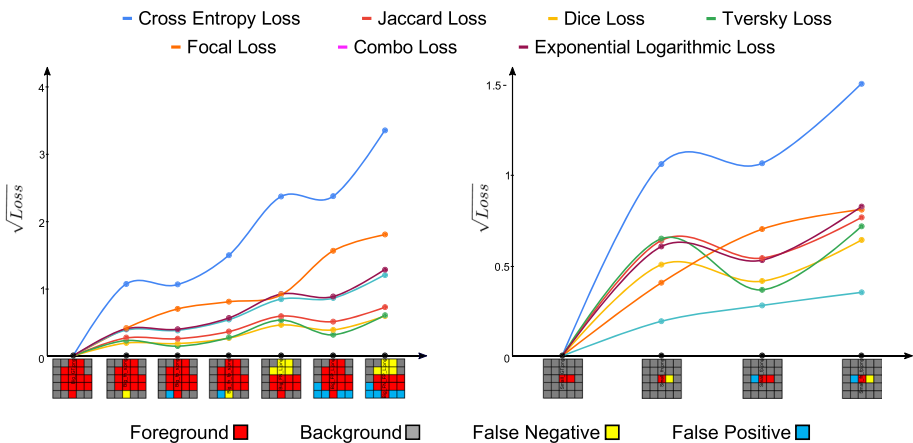 Cross Entropy Loss Jaccard Loss Dice Loss Tversky Loss
Focal Loss Combo Loss Exponential Logarithmic Loss
4
3
2
1
0
√Loss
1.5
1
0.5
0
√Loss
Foreground Background False Negative False Positive